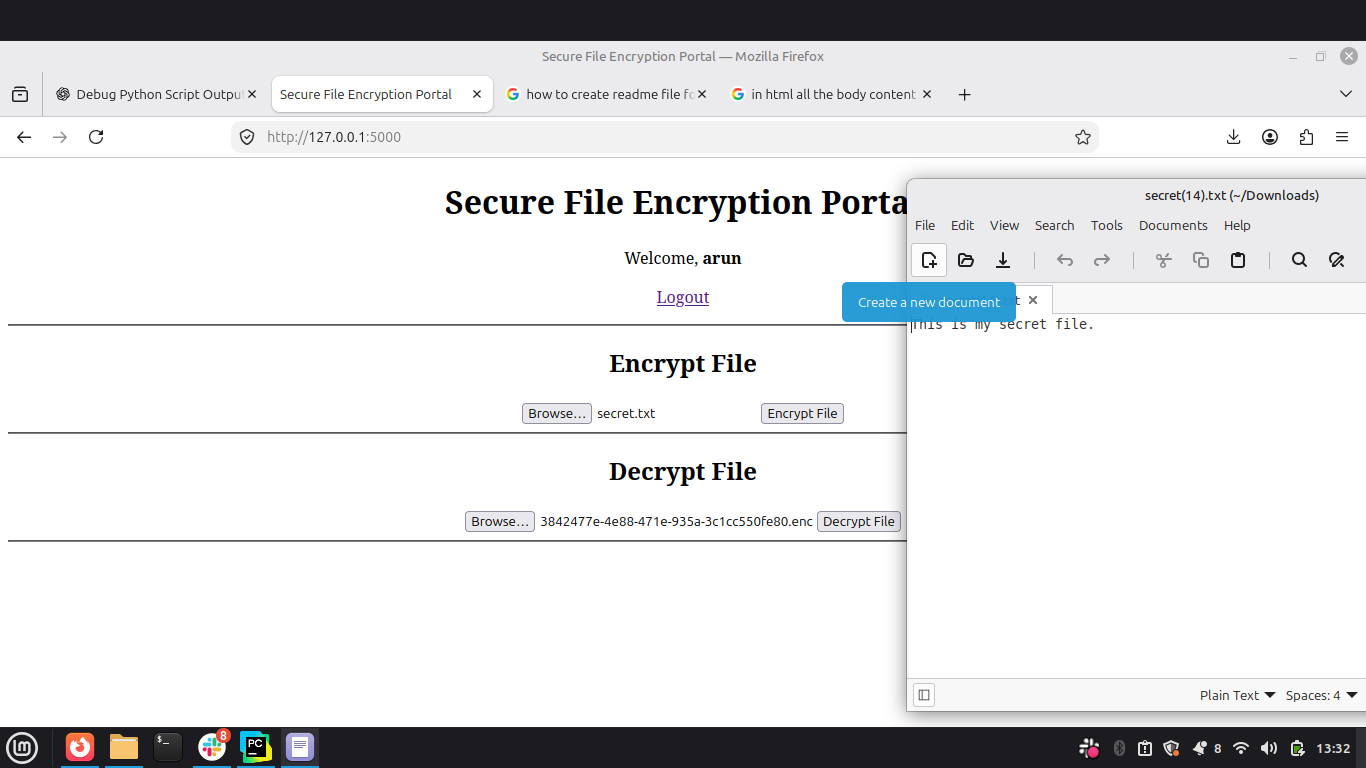 Secure File Encryption Portal — Mozilla Firefox
Debug Python Script Outpu
Secure File Encryption Portal
how to create readme file fo
in html all the body content
http://127.0.0.1:5000
Secure File Encryption Porta
Welcome, arun
Logout
Encrypt File
Browse... secret.txt Encrypt File
Decrypt File
Browse... 3842477e-4e88-471e-935a-3c1cc550fe80.enc Decrypt File
secret(14).txt (~/Downloads)
File Edit View Search Tools Documents Help
Create a new document
This is my secret file.
Plain Text Spaces: 4
lm
$_
8
PC
8
13:32